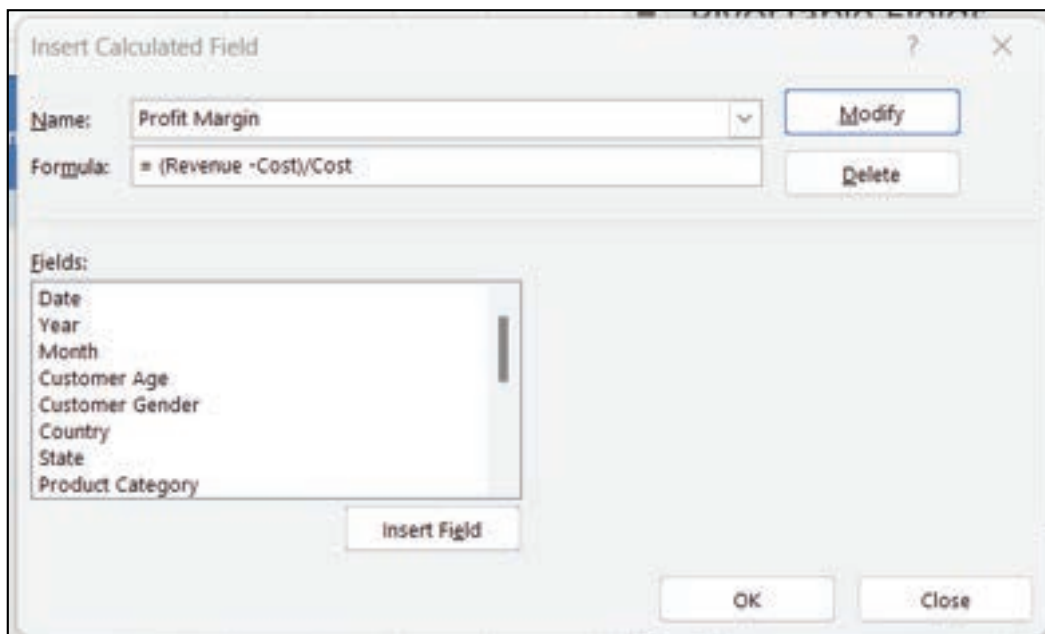 Insert Calculated Field ?
Name: Profit Margin Modify
Formula: = (Revenue -Cost)/Cost Delete
Fields:
Date
Year
Month
Customer Age
Customer Gender
Country
State
Product Category
Insert Field
OK Close